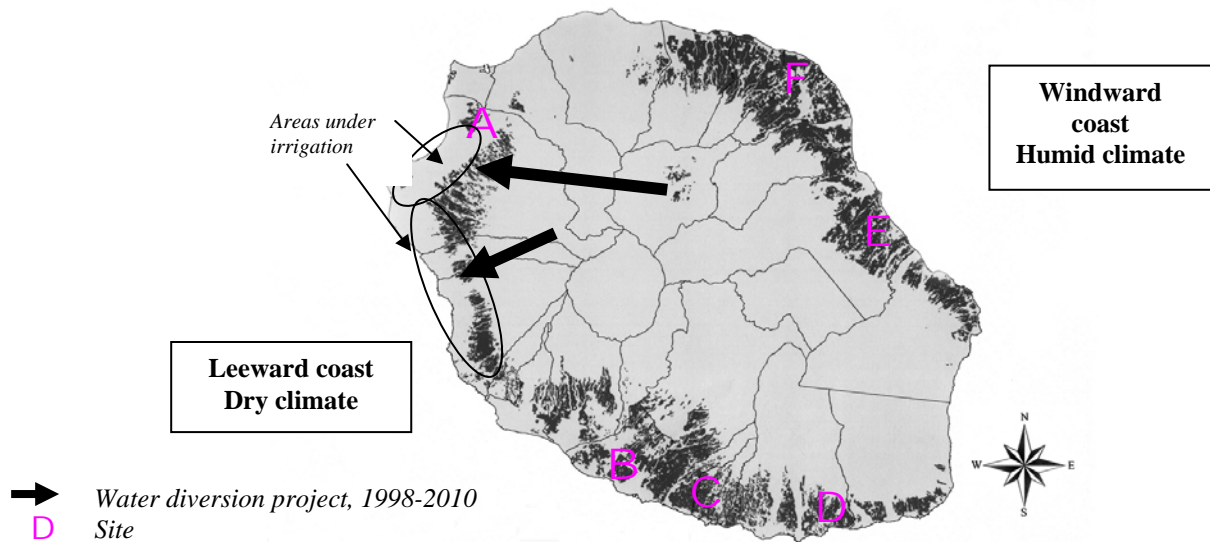 F
Windward
coast
Humid climate
Areas under
irrigation
A
E
Leeward coast
Dry climate
B
C
D
N
W
E
S
Water diversion project, 1998-2010
D
Site